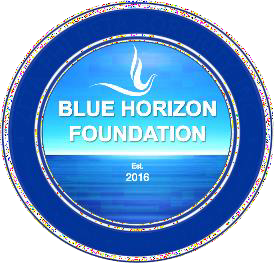 BLUE HORIZON
FOUNDATION
Est.
2016